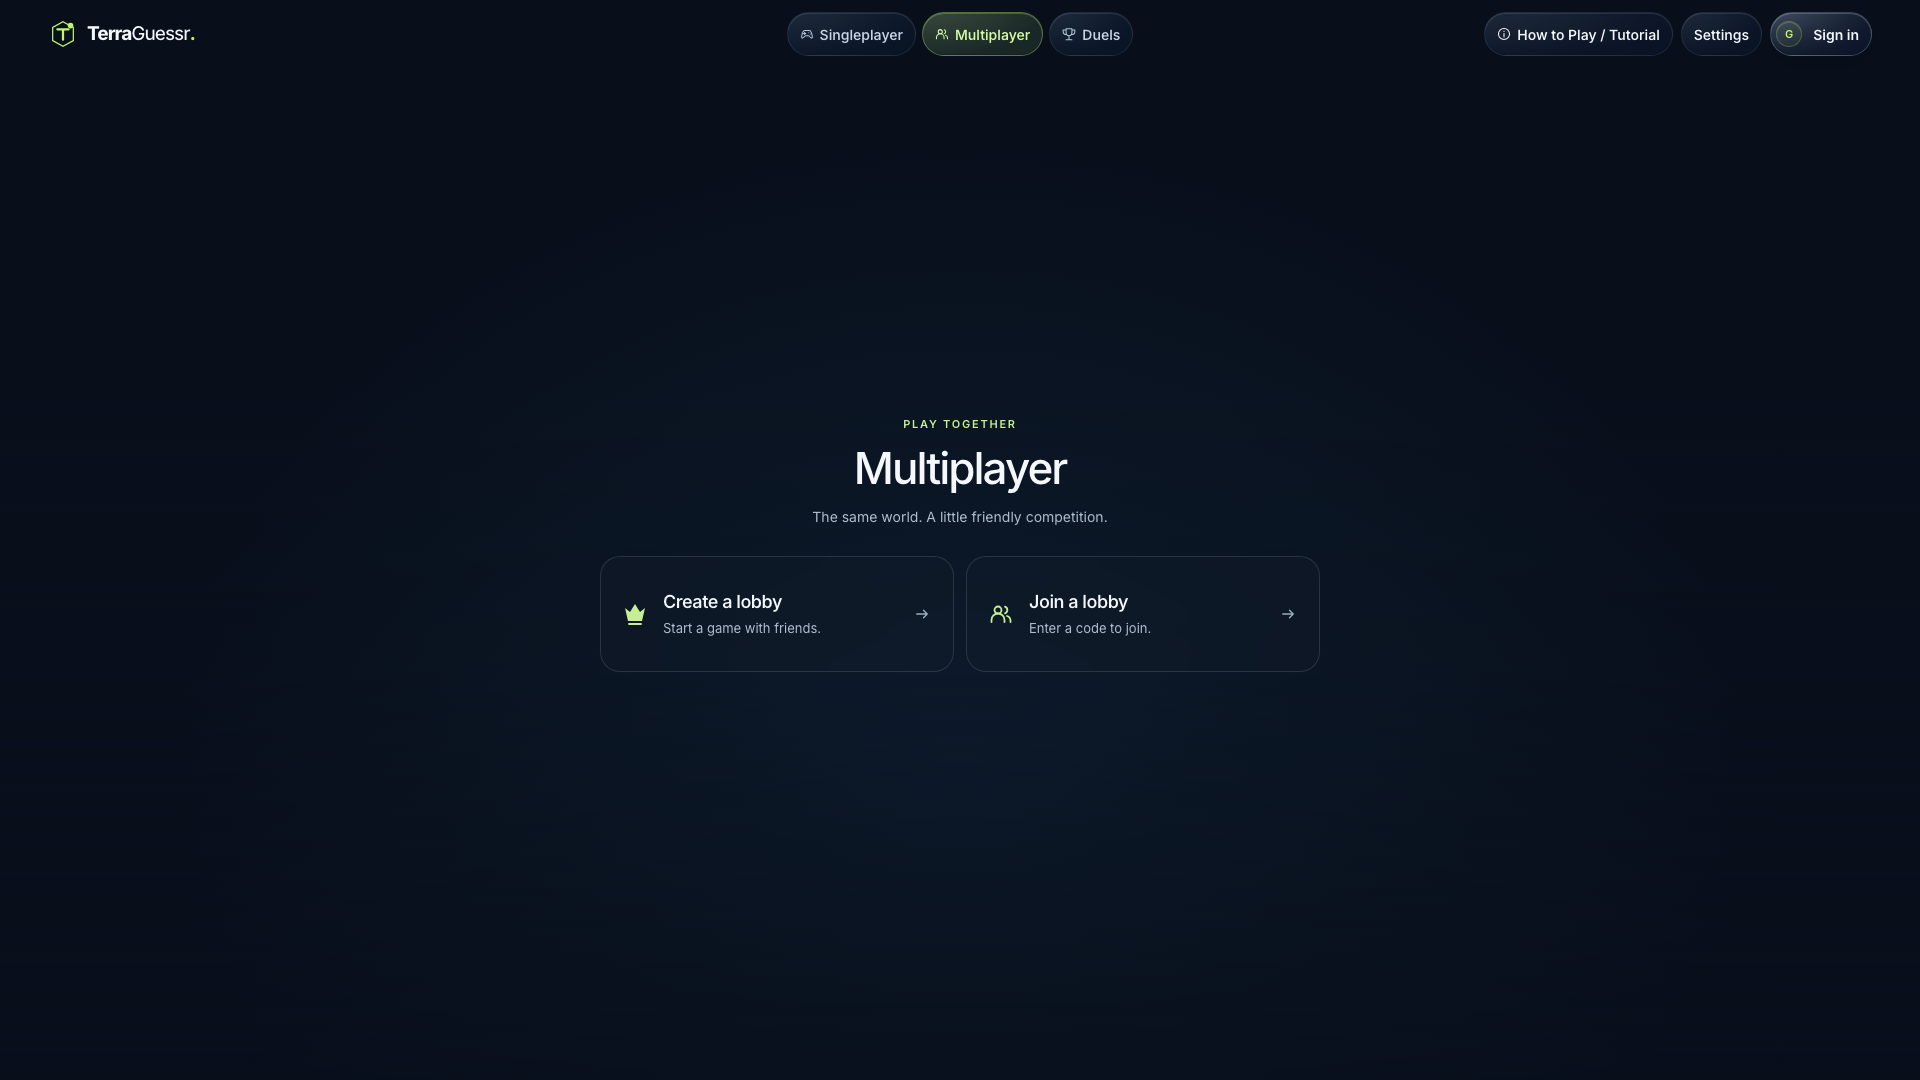 TerraGuessr.
Singleplayer
Multiplayer
Duels
How to Play / Tutorial
Settings
G
Sign in
PLAY TOGETHER
Multiplayer
The same world. A little friendly competition.
Create a lobby
Start a game with friends.
Join a lobby
Enter a code to join.